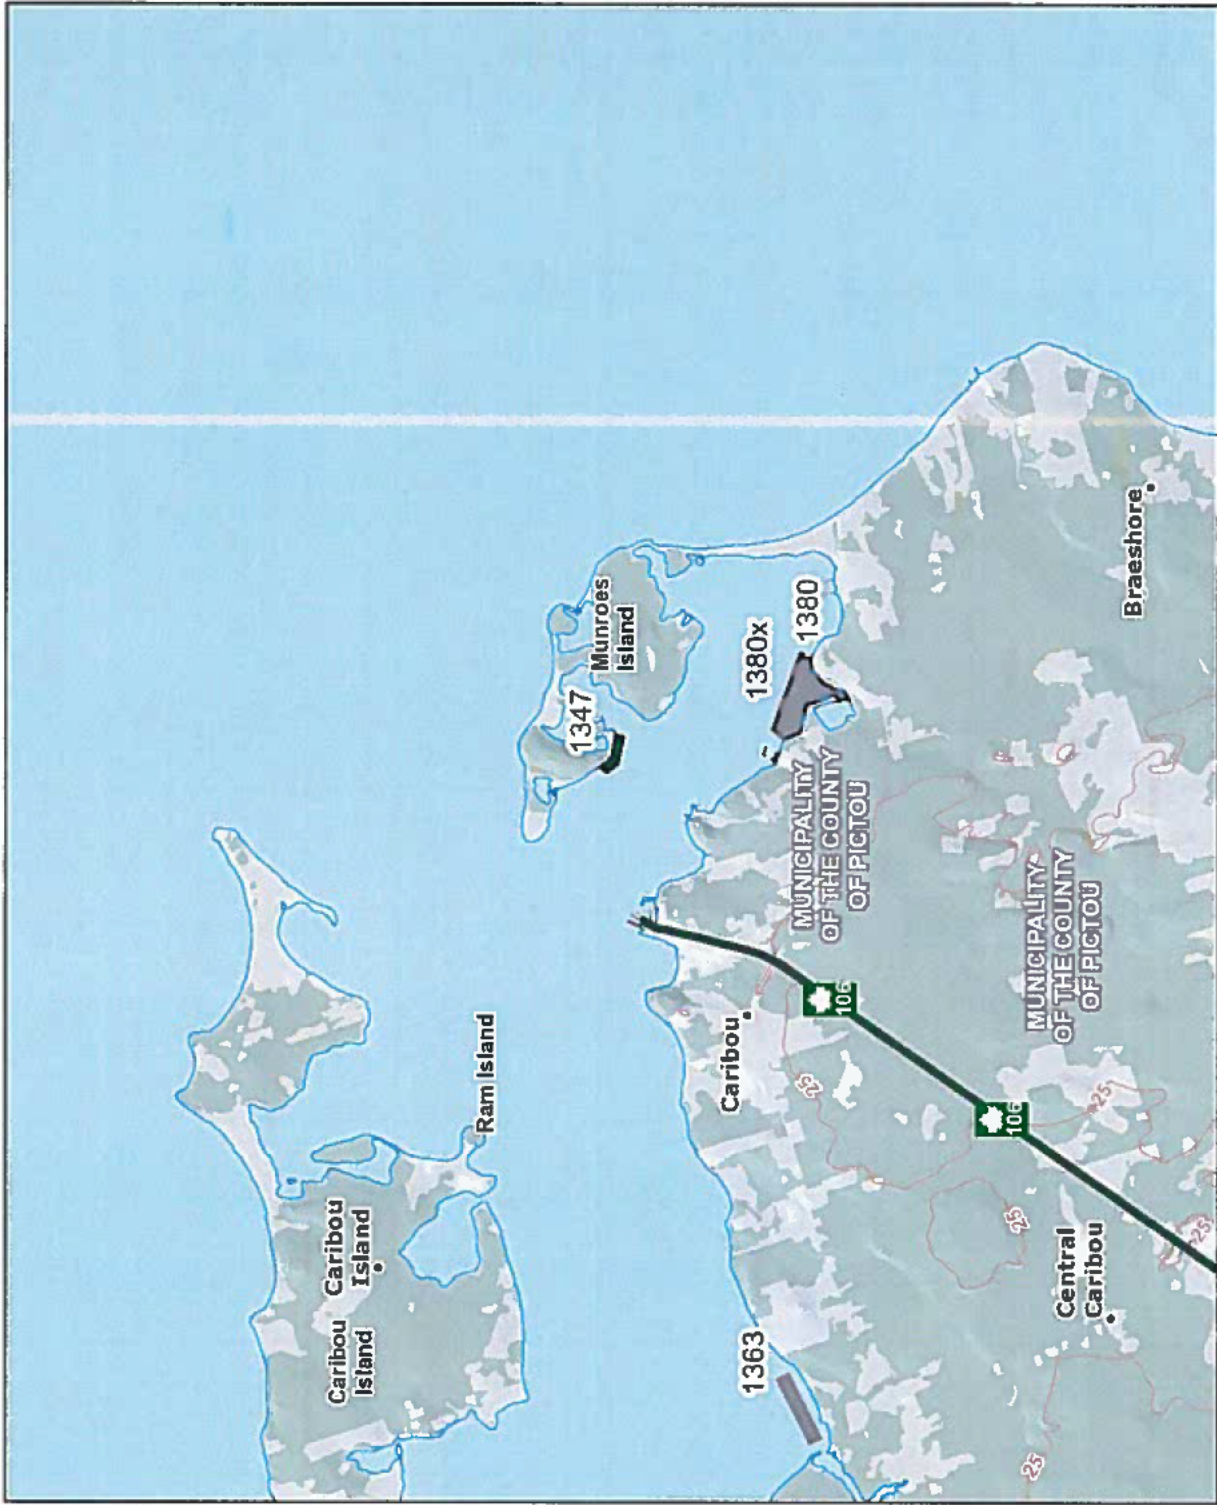 Caribou
Island
Caribou
Island
Ram Island
Munroes
Island
1347
1380x
1380
1363
Caribou
106
106
MUNICIPALITY
OF THE COUNTY
OF PICTOU
MUNICIPALITY
OF THE COUNTY
OF PICTOU
Braeshore
Central
Caribou
25
25
25
25
25